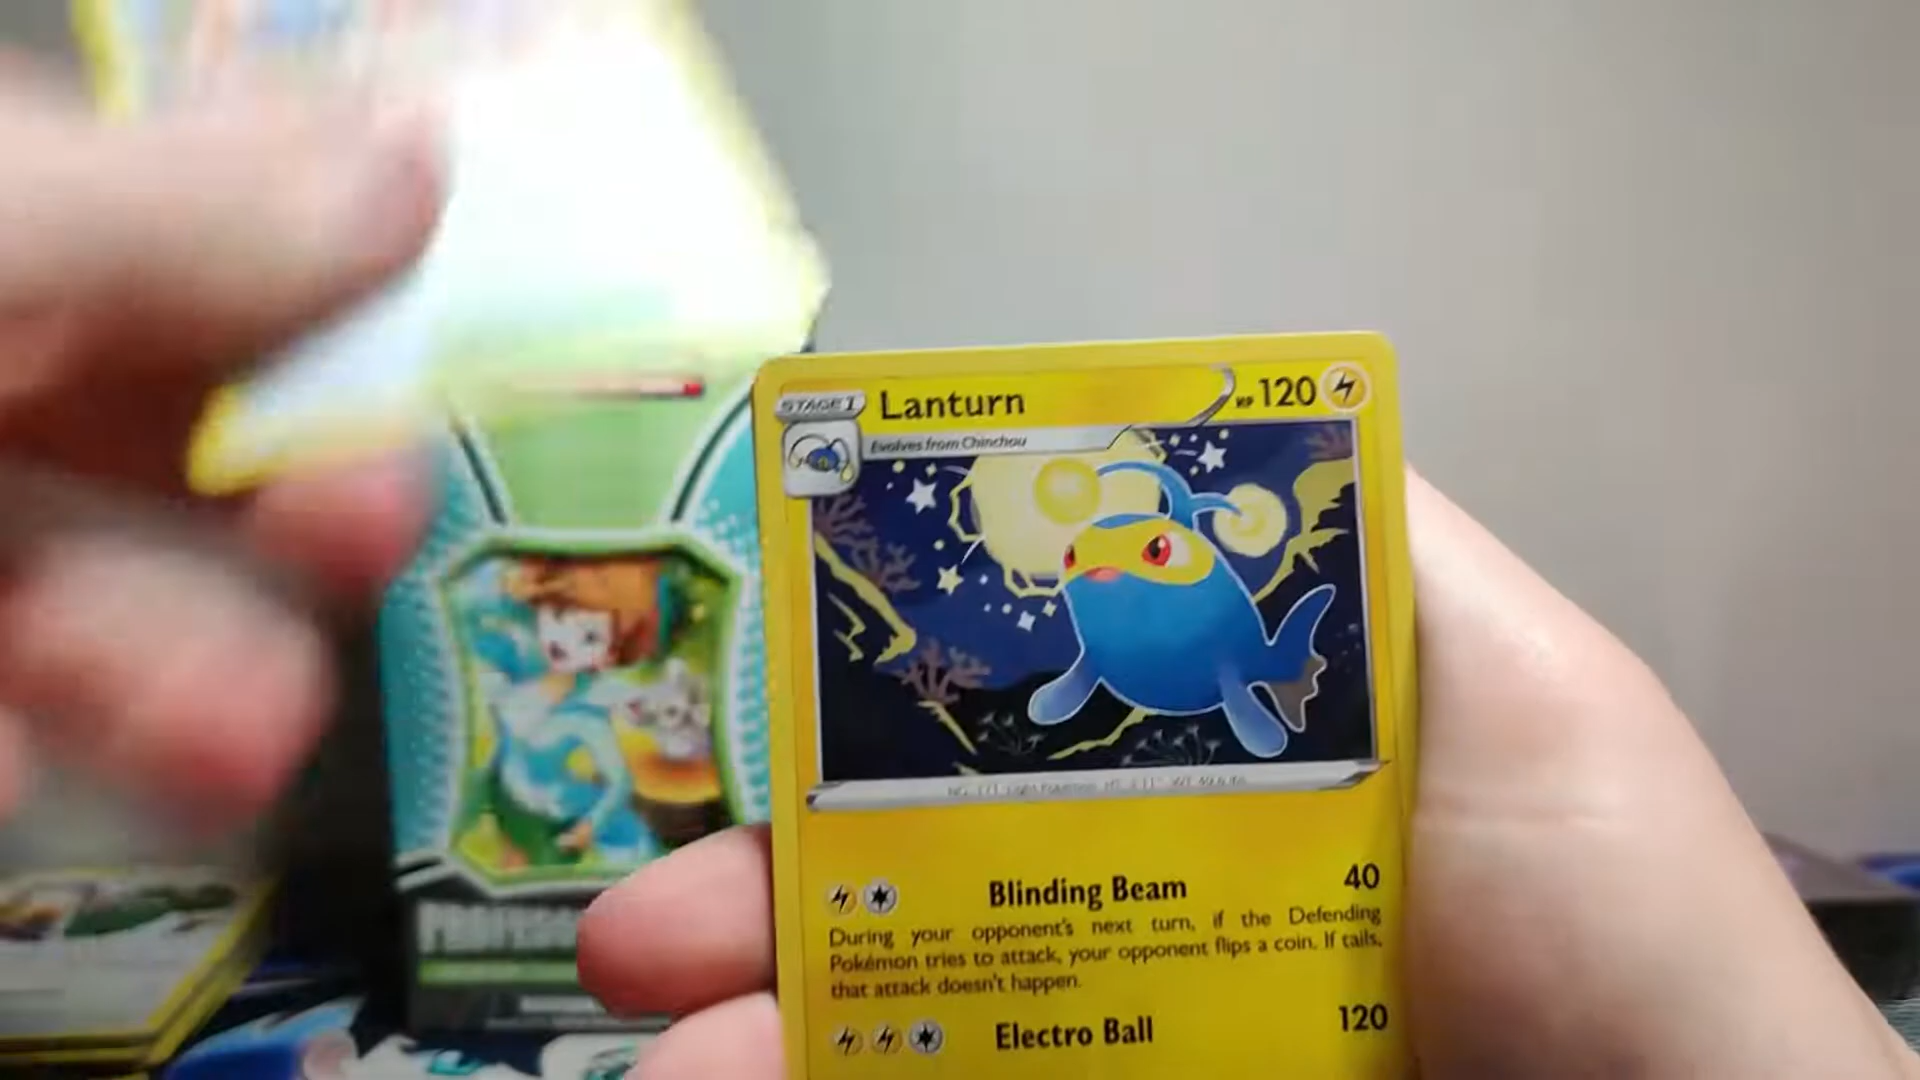 STAGE 1 Lanturn HP 120
Evolves from Chinchou
Blinding Beam 40
During your opponent's next turn, if the Defending
Pokémon tries to attack, your opponent flips a coin. If tails,
that attack doesn't happen.
Electro Ball 120